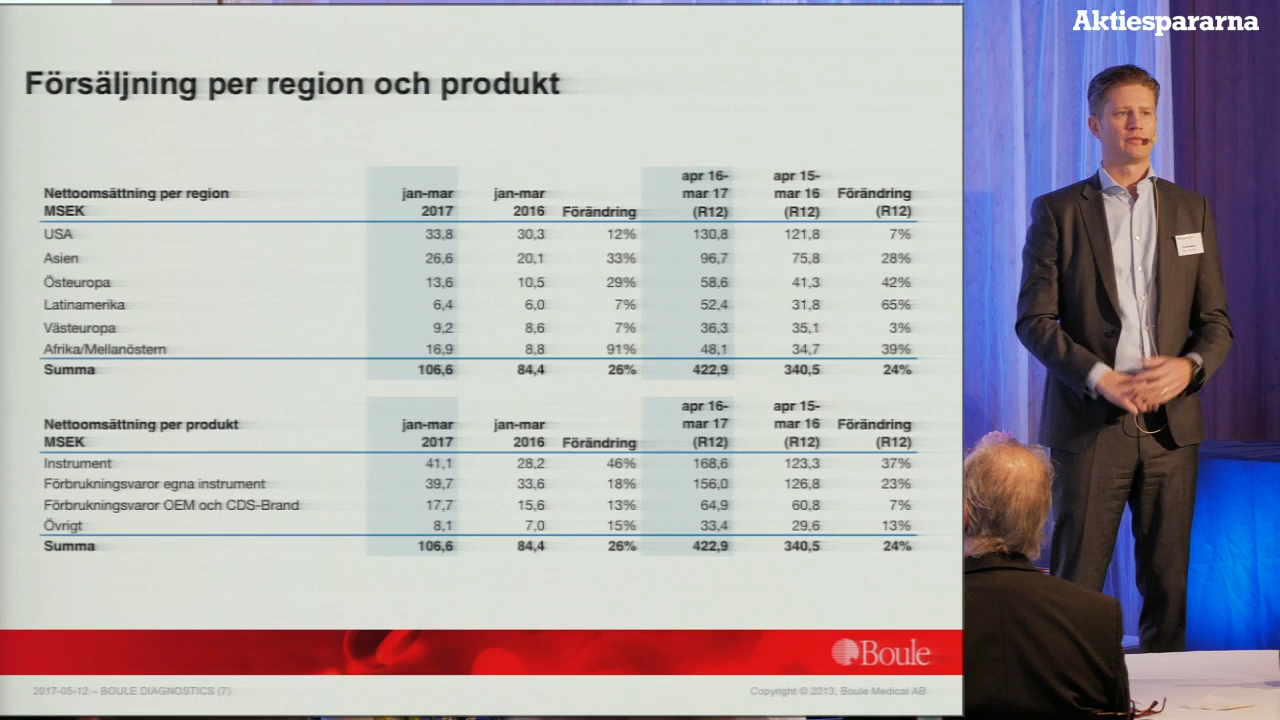 Aktiespararna
Försäljning per region och produkt
apr 16- apr 15-
Nettoomsättning per region jan-mar jan-mar mar 17 mar 16 Förändring
MSEK 2017 2016 Förändring (R12) (R12) (R12)
USA 33,8 30,3 12% 130,8 121,8 7%
Asien 26,6 20,1 33% 96,7 75,8 28%
Östeuropa 13,6 10,5 29% 58,6 41,3 42%
Latinamerika 6,4 6,0 7% 52,4 31,8 65%
Västeuropa 9,2 8,6 7% 36,3 35,1 3%
Afrika/Mellanöstern 16,9 8,8 91% 48,1 34,7 39%
Summa 106,6 84,4 26% 422,9 340,5 24%
apr 16- apr 15-
Nettoomsättning per produkt jan-mar jan-mar mar 17 mar 16 Förändring
MSEK 2017 2016 Förändring (R12) (R12) (R12)
Instrument 41,1 28,2 46% 168,6 123,3 37%
Förbrukningsvaror egna instrument 39,7 33,6 18% 156,0 126,8 23%
Förbrukningsvaror OEM och CDS-Brand 17,7 15,6 13% 64,9 60,8 7%
Övrigt 8,1 7,0 15% 33,4 29,6 13%
Summa 106,6 84,4 26% 422,9 340,5 24%
Boule
2017-05-12 – BOULE DIAGNOSTICS (7) Copyright © 2013, Boule Medical AB